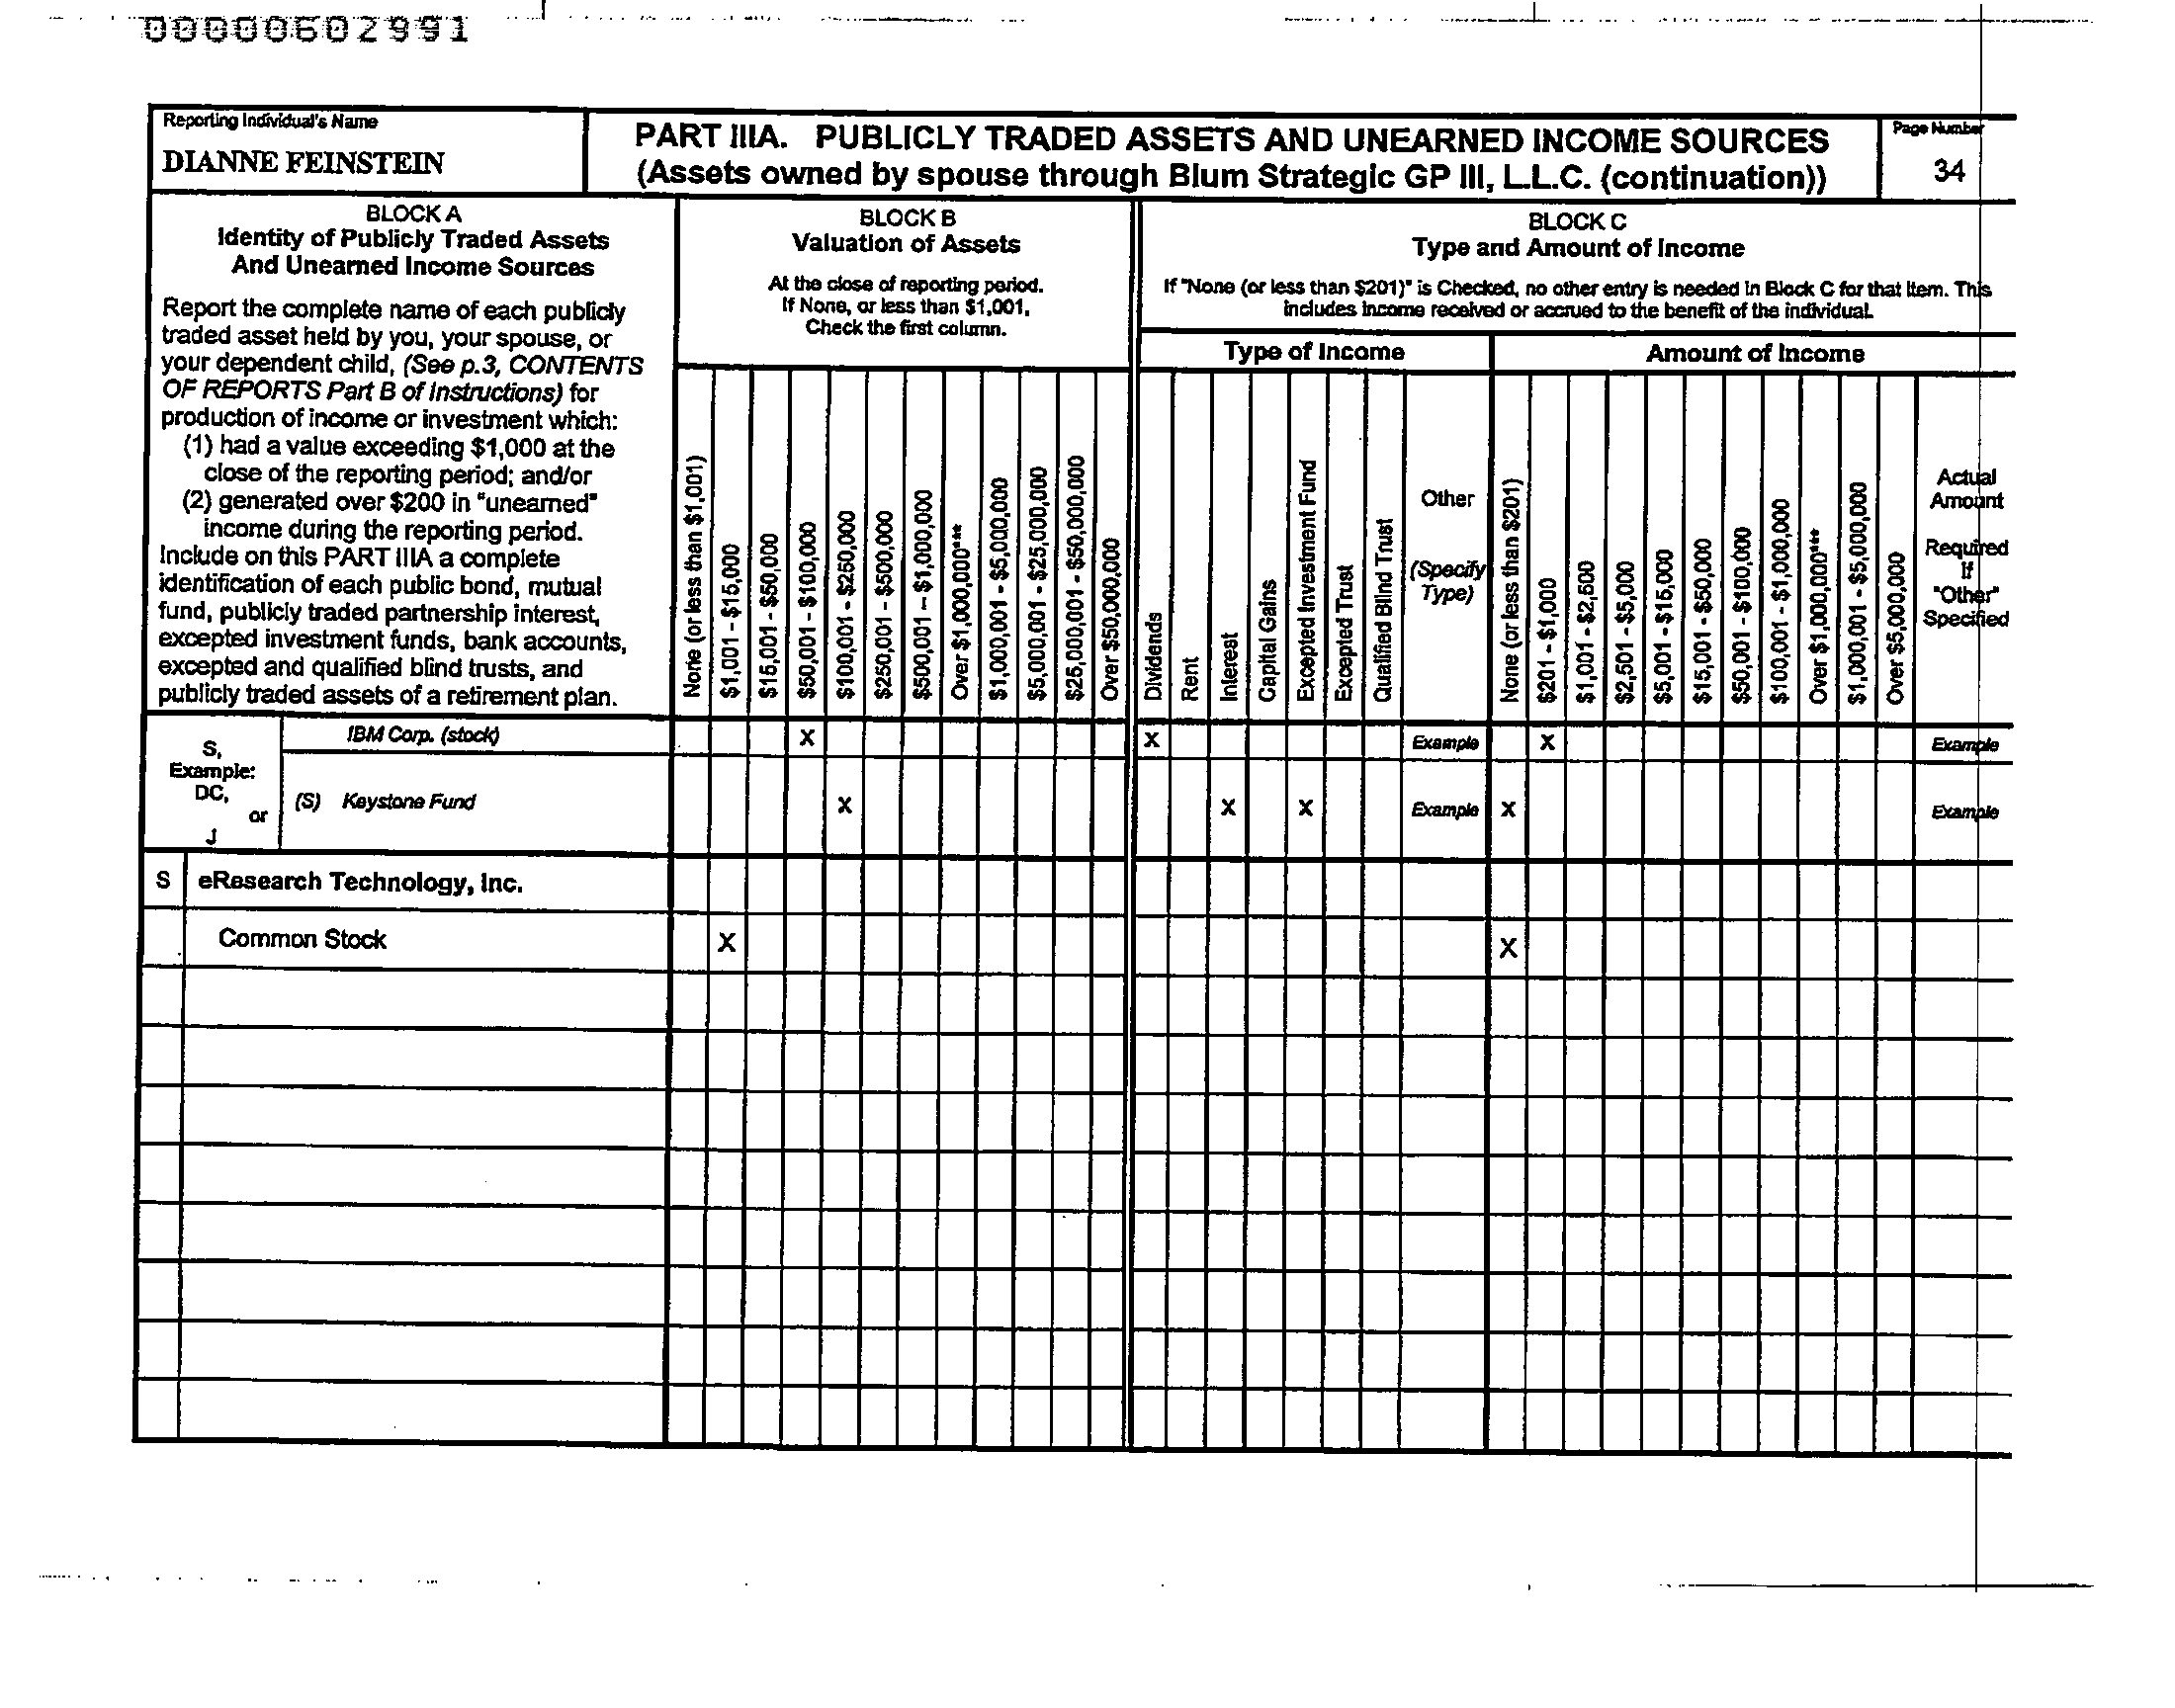 00000602991
Reporting Individual's Name
DIANNE FEINSTEIN
PART IIIA. PUBLICLY TRADED ASSETS AND UNEARNED INCOME SOURCES
(Assets owned by spouse through Blum Strategic GP III, L.L.C. (continuation))
Page Number
34
BLOCK A
Identity of Publicly Traded Assets
And Unearned Income Sources
Report the complete name of each publicly
traded asset held by you, your spouse, or
your dependent child, (See p.3, CONTENTS
OF REPORTS Part B of Instructions) for
production of income or investment which:
(1) had a value exceeding $1,000 at the
close of the reporting period; and/or
(2) generated over $200 in "unearned"
income during the reporting period.
Include on this PART IIIA a complete
identification of each public bond, mutual
fund, publicly traded partnership interest,
excepted investment funds, bank accounts,
excepted and qualified blind trusts, and
publicly traded assets of a retirement plan.
BLOCK B
Valuation of Assets
At the close of reporting period.
If None, or less than $1,001,
Check the first column.
None (or less than $1,001)
$1,001 - $15,000
$15,001 - $50,000
$50,001 - $100,000
$100,001 - $250,000
$250,001 - $500,000
$500,001 – $1,000,000
Over $1,000,000***
$1,000,001 - $5,000,000
$5,000,001 - $25,000,000
$25,000,001 - $50,000,000
Over $50,000,000
BLOCK C
Type and Amount of Income
If "None (or less than $201)" is Checked, no other entry is needed in Block C for that item. This
includes income received or accrued to the benefit of the individual.
Type of Income
Dividends
Rent
Interest
Capital Gains
Excepted Investment Fund
Excepted Trust
Qualified Blind Trust
Other
(Specify
Type)
Amount of Income
None (or less than $201)
$201 - $1,000
$1,001 - $2,500
$2,501 - $5,000
$5,001 - $15,000
$15,001 - $50,000
$50,001 - $100,000
$100,001 - $1,000,000
Over $1,000,000***
$1,000,001 - $5,000,000
Over $5,000,000
Actual
Amount
Required
If
"Other"
Specified
S,
Example:
DC,
or
J
IBM Corp. (stock) X X Example X Example
(S) Keystone Fund X X X Example X Example
S eResearch Technology, Inc.
Common Stock X X